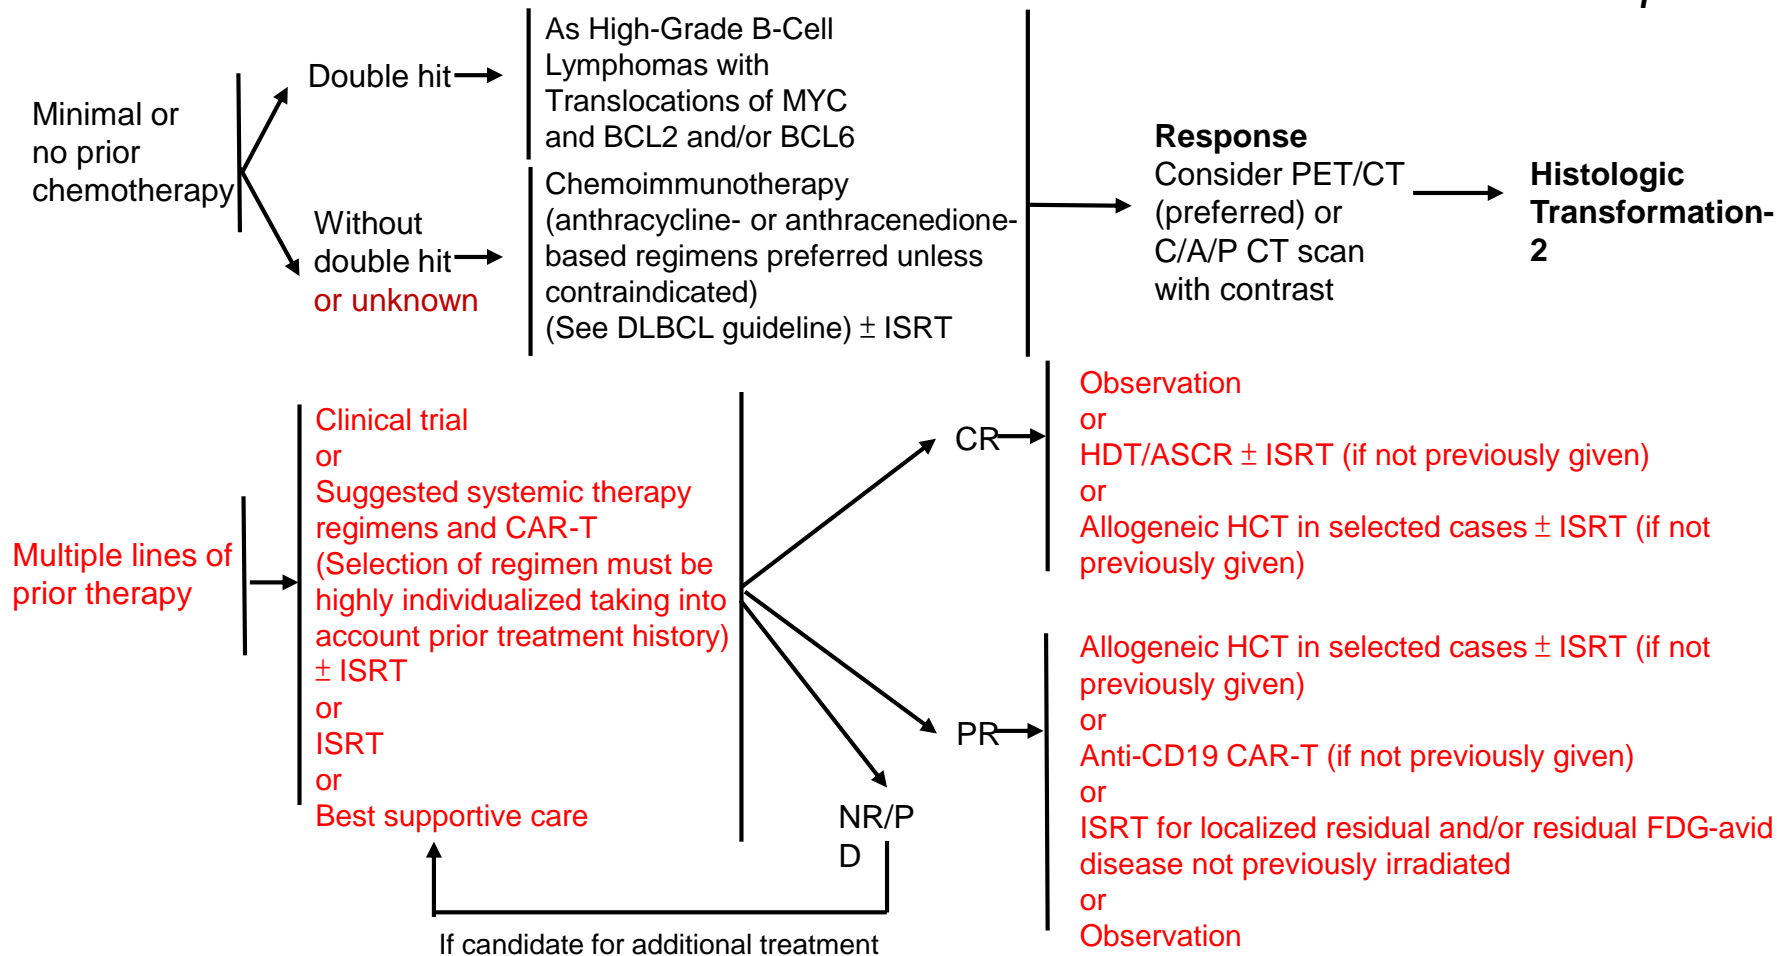 Minimal or
no prior
chemotherapy
Double hit
As High-Grade B-Cell
Lymphomas with
Translocations of MYC
and BCL2 and/or BCL6
Without
double hit
or unknown
Chemoimmunotherapy
(anthracycline- or anthracenedione-
based regimens preferred unless
contraindicated)
(See DLBCL guideline) ± ISRT
Response
Consider PET/CT
(preferred) or
C/A/P CT scan
with contrast
Histologic
Transformation-
2
Multiple lines of
prior therapy
Clinical trial
or
Suggested systemic therapy
regimens and CAR-T
(Selection of regimen must be
highly individualized taking into
account prior treatment history)
± ISRT
or
ISRT
or
Best supportive care
CR
Observation
or
HDT/ASCR ± ISRT (if not previously given)
or
Allogeneic HCT in selected cases ± ISRT (if not
previously given)
PR
Allogeneic HCT in selected cases ± ISRT (if not
previously given)
or
Anti-CD19 CAR-T (if not previously given)
or
ISRT for localized residual and/or residual FDG-avid
disease not previously irradiated
or
Observation
NR/P
D
If candidate for additional treatment